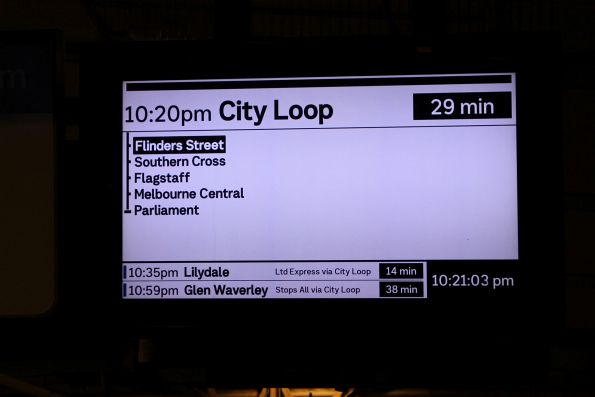 10:20pm City Loop 29 min
Flinders Street
Southern Cross
Flagstaff
Melbourne Central
Parliament
10:35pm Lilydale Ltd Express via City Loop 14 min
10:59pm Glen Waverley Stops All via City Loop 38 min
10:21:03 pm